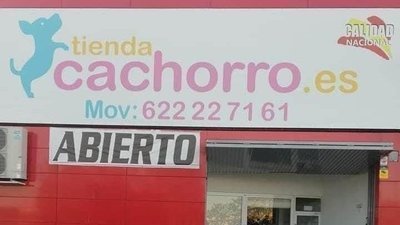 tienda
cachorro.es
CALIDAD
NACIONAL
Mov: 622 22 71 61
ABIERTO